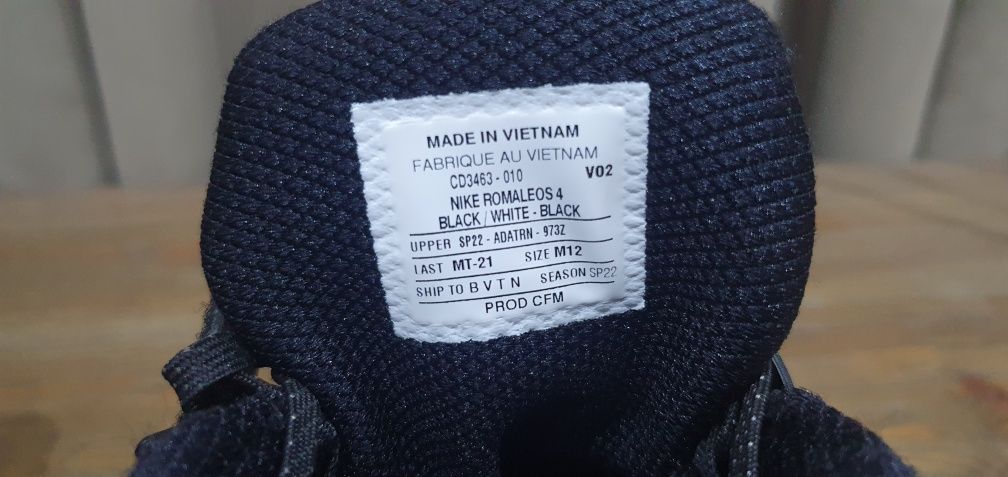 MADE IN VIETNAM
FABRIQUE AU VIETNAM
CD3463 - 010 V02
NIKE ROMALEOS 4
BLACK / WHITE - BLACK
UPPER SP22 - ADATRN - 973Z
LAST MT-21 SIZE M12
SHIP TO B V T N SEASON SP22
PROD CFM